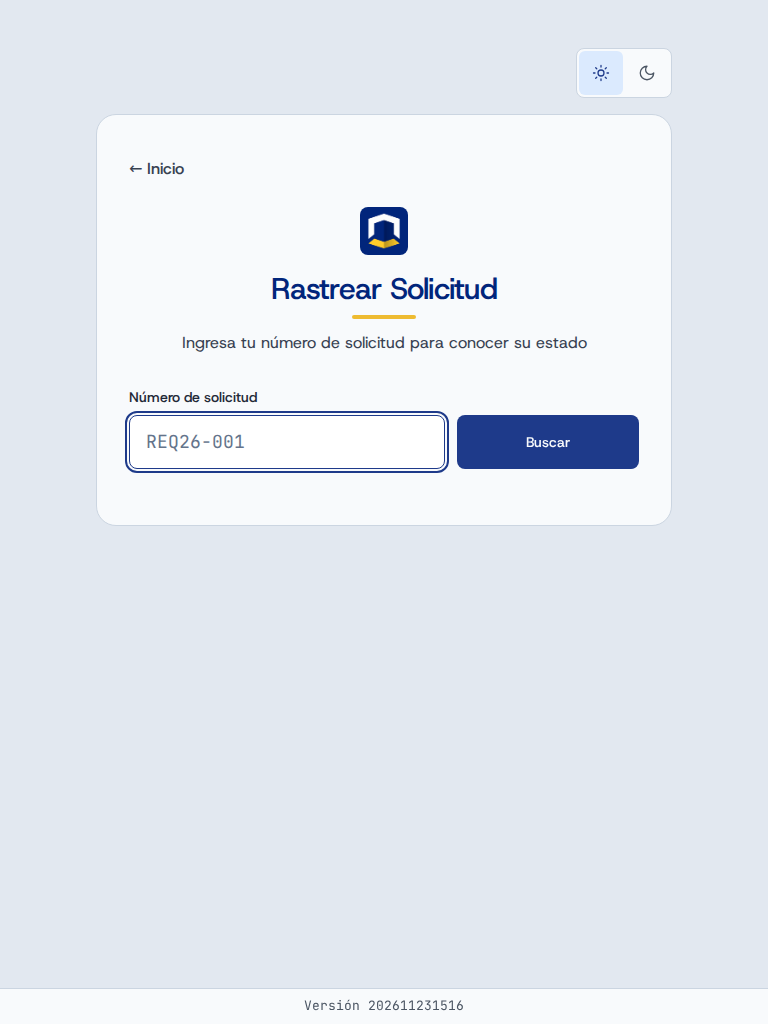 ← Inicio
Rastrear Solicitud
Ingresa tu número de solicitud para conocer su estado
Número de solicitud
REQ26-001
Buscar
Versión 202611231516